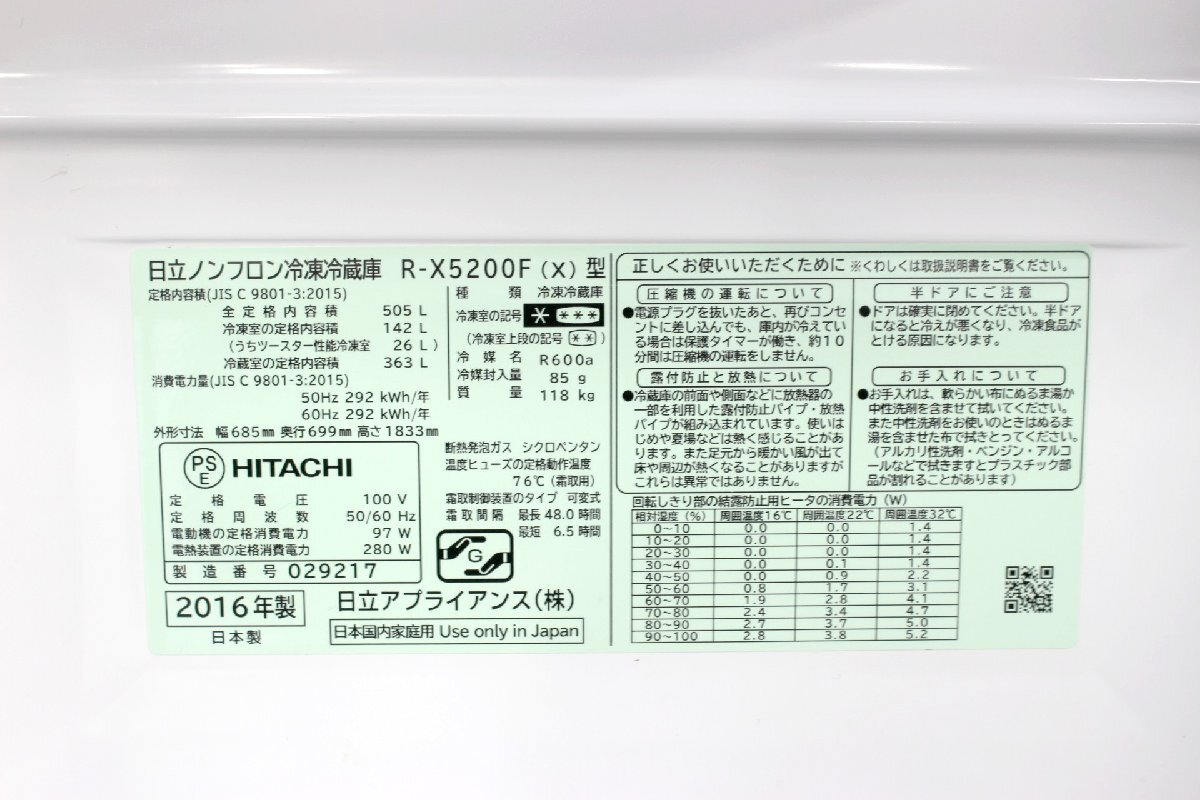 日立ノンフロン冷凍冷蔵庫 R-X5200F (X) 型
定格内容積(JIS C 9801-3:2015)
全定格内容積 505 L
冷凍室の定格内容積 142 L
(うちツースター性能冷凍室 26 L)
冷蔵室の定格内容積 363 L
消費電力量(JIS C 9801-3:2015)
50Hz 292 kWh/年
60Hz 292 kWh/年
外形寸法 幅685mm 奥行699mm 高さ1833mm
種類 冷凍冷蔵庫
冷凍室の記号 * ***
(冷凍室上段の記号 **)
冷媒名 R600a
冷媒封入量 85 g
質量 118 kg
PS
E
HITACHI
定格電圧 100 V
定格周波数 50/60 Hz
電動機の定格消費電力 97 W
電熱装置の定格消費電力 280 W
製造番号 029217
断熱発泡ガス シクロペンタン
温度ヒューズの定格動作温度
76℃(霜取用)
霜取制御装置のタイプ 可変式
霜取間隔 最長 48.0 時間
最短 6.5 時間
G
2016年製
日本製
日立アプライアンス(株)
日本国内家庭用 Use only in Japan
正しくお使いいただくために ※くわしくは取扱説明書をご覧ください。
圧縮機の運転について
●電源プラグを抜いたあと、再びコンセ
ントに差し込んでも、庫内が冷えてい
る場合は保護タイマーが働き、約10
分間は圧縮機の運転をしません。
露付防止と放熱について
●冷蔵庫の前面や側面などに放熱器の
一部を利用した露付防止パイプ・放熱
パイプが組み込まれています。使いは
じめや夏場などは熱く感じることがあ
ります。また足元から暖かい風が出て
床や周辺が熱くなることがありますが
これらは異常ではありません。
半ドアにご注意
●ドアは確実に閉めてください。半ドア
になると冷えが悪くなり、冷凍食品が
とける原因になります。
お手入れについて
●お手入れは、軟らかい布にぬるま湯か
中性洗剤を含ませて拭いてください。
また中性洗剤をお使いのときはぬるま
湯を含ませた布で拭きとってください。
(アルカリ性洗剤・ベンジン・アルコ
ールなどで拭きますとプラスチック部
品が割れることがあります)
回転しきり部の結露防止用ヒータの消費電力(W)
相対湿度(%) 周囲温度16℃ 周囲温度22℃ 周囲温度32℃
0〜10 0.0 0.0 1.4
10〜20 0.0 0.0 1.4
20〜30 0.0 0.0 1.4
30〜40 0.0 0.1 1.4
40〜50 0.0 0.9 2.2
50〜60 0.8 1.7 3.1
60〜70 1.9 2.8 4.1
70〜80 2.4 3.4 4.7
80〜90 2.7 3.7 5.0
90〜100 2.8 3.8 5.2